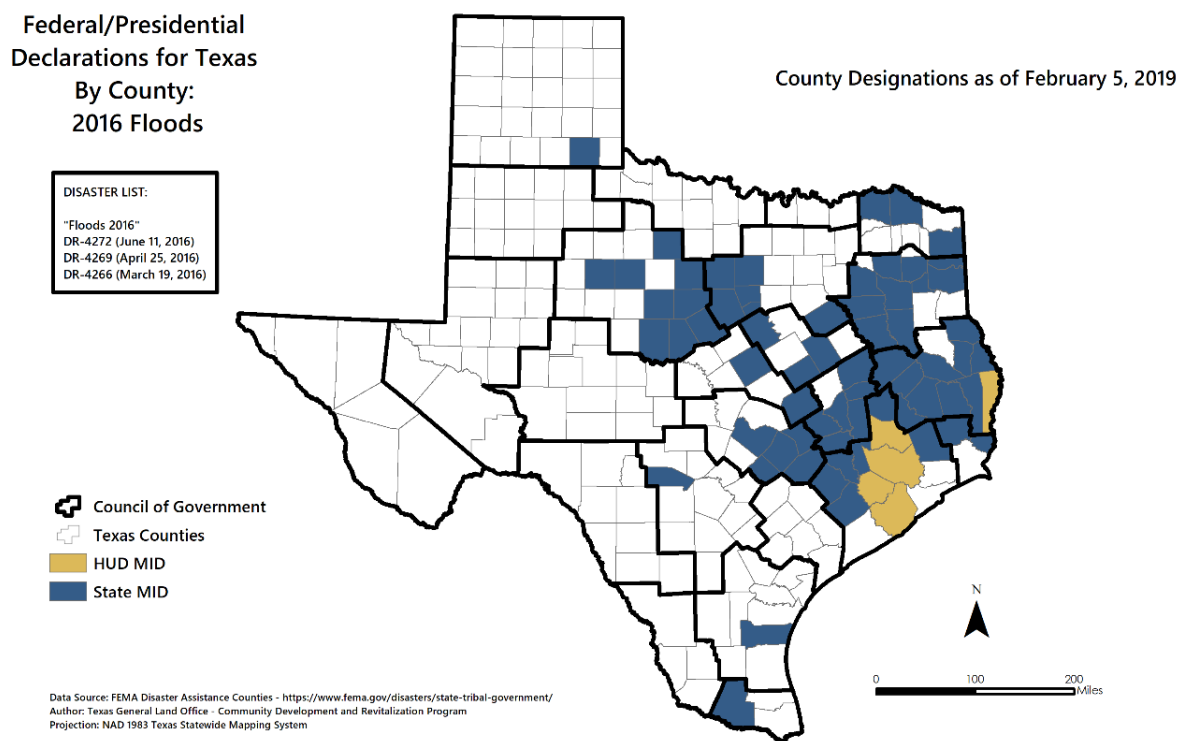 Federal/Presidential
Declarations for Texas
By County:
2016 Floods
County Designations as of February 5, 2019
DISASTER LIST:
"Floods 2016"
DR-4272 (June 11, 2016)
DR-4269 (April 25, 2016)
DR-4266 (March 19, 2016)
Council of Government
Texas Counties
HUD MID
State MID
N
0 100 200
Miles
Data Source: FEMA Disaster Assistance Counties - https://www.fema.gov/disasters/state-tribal-government/
Author: Texas General Land Office - Community Development and Revitalization Program
Projection: NAD 1983 Texas Statewide Mapping System